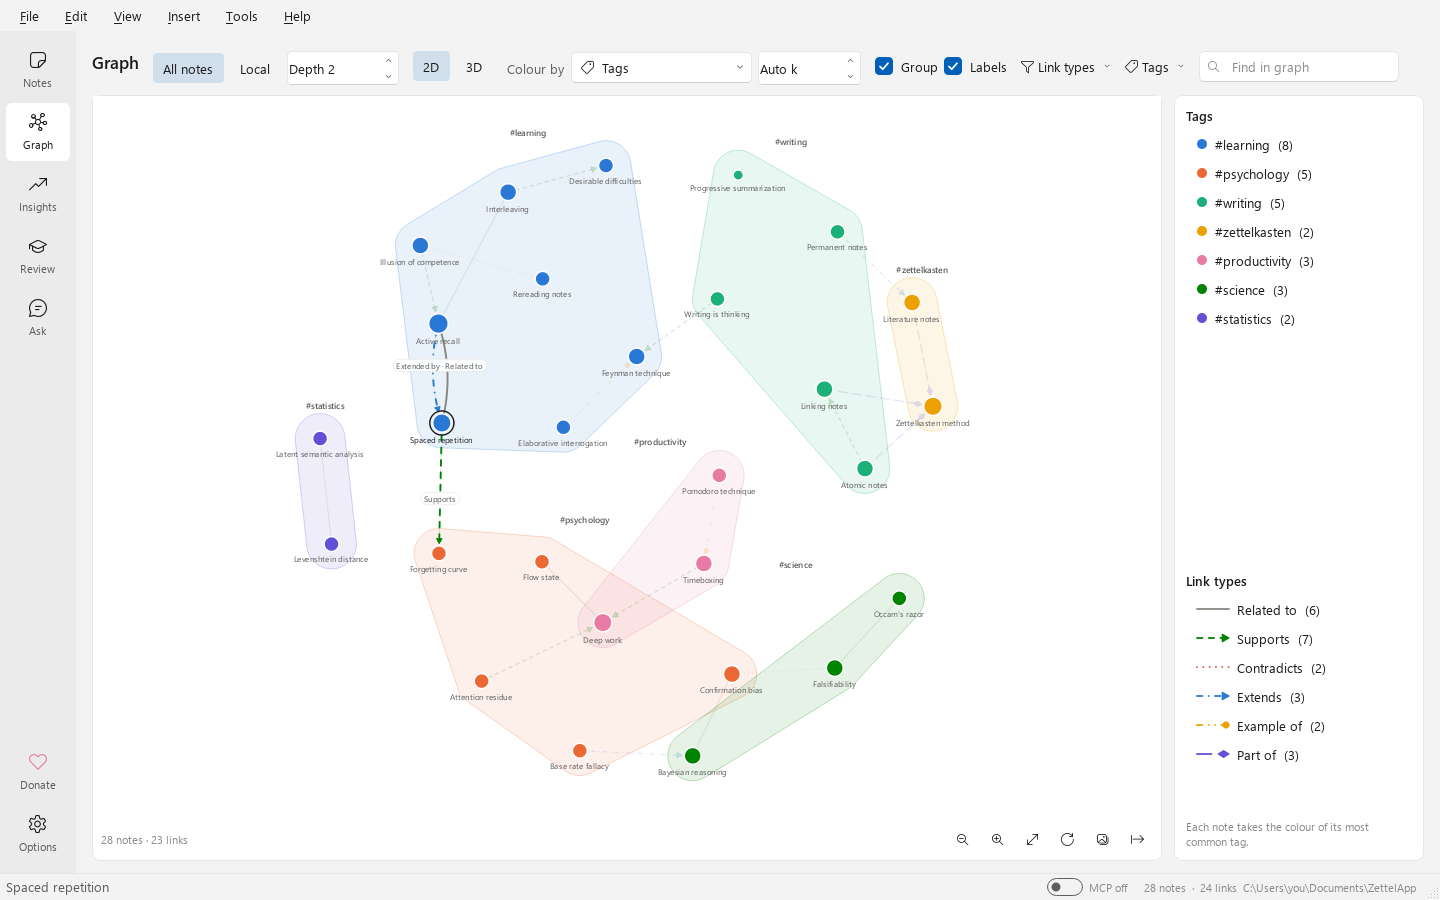 File Edit View Insert Tools Help
Notes
Graph
Insights
Review
Ask
Donate
Options
Graph All notes Local Depth 2 2D 3D Colour by Tags Auto k Group Labels Link types Tags Find in graph
#learning
Desirable difficulties
Interleaving
Illusion of competence
Rereading notes
Active recall
Extended by · Related to
Feynman technique
Spaced repetition
Elaborative interrogation
#writing
Progressive summarization
Permanent notes
Writing is thinking
Linking notes
Atomic notes
#zettelkasten
Literature notes
Zettelkasten method
#statistics
Latent semantic analysis
Levenshtein distance
Supports
#productivity
Pomodoro technique
Timeboxing
Deep work
#psychology
Forgetting curve
Flow state
Attention residue
Confirmation bias
Base rate fallacy
#science
Occam's razor
Falsifiability
Bayesian reasoning
28 notes · 23 links
Tags
#learning (8)
#psychology (5)
#writing (5)
#zettelkasten (2)
#productivity (3)
#science (3)
#statistics (2)
Link types
Related to (6)
Supports (7)
Contradicts (2)
Extends (3)
Example of (2)
Part of (3)
Each note takes the colour of its most
common tag.
Spaced repetition MCP off 28 notes · 24 links C:\Users\you\Documents\ZettelApp